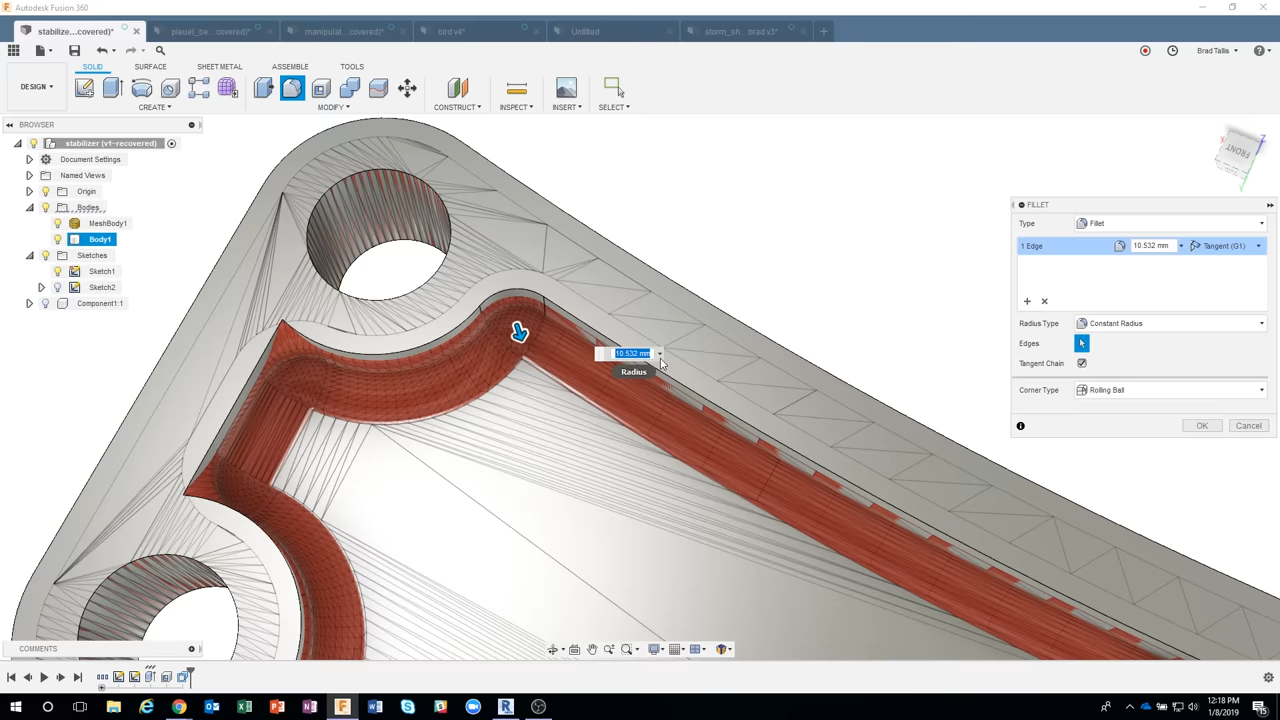 Autodesk Fusion 360
stabilize...covered)*
pleuel_be...covered)*
manipulat...covered)*
bird v4*
Untitled
storm_sh...brad v3*
Brad Tallis
DESIGN
SOLID
SURFACE
SHEET METAL
ASSEMBLE
TOOLS
CREATE
MODIFY
CONSTRUCT
INSPECT
INSERT
SELECT
BROWSER
stabilizer (v1~recovered)
Document Settings
Named Views
Origin
Bodies
MeshBody1
Body1
Sketches
Sketch1
Sketch2
Component1:1
FRONT
X
Z
Y
FILLET
Type
Fillet
1 Edge
10.532 mm
Tangent (G1)
Radius Type
Constant Radius
Edges
Tangent Chain
Corner Type
Rolling Ball
OK
Cancel
10.532 mm
Radius
COMMENTS
12:18 PM
1/8/2019
15